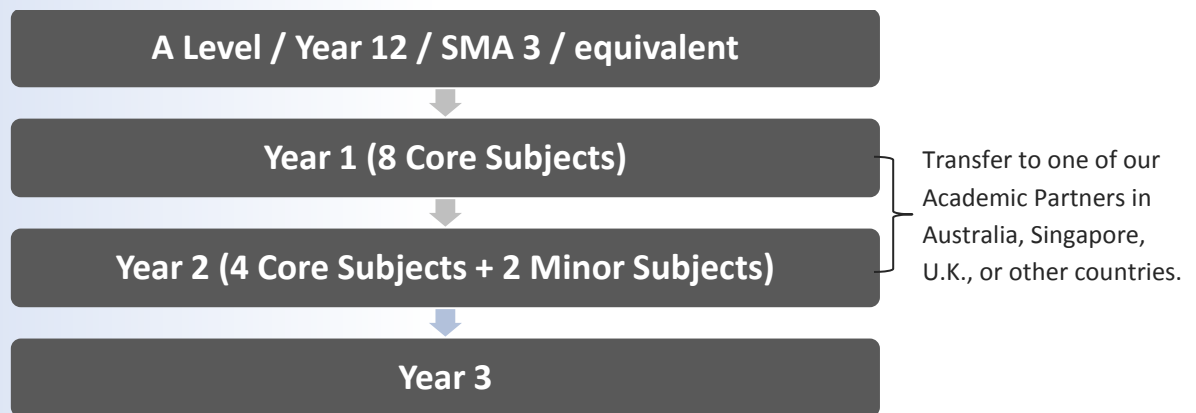 A Level / Year 12 / SMA 3 / equivalent
Year 1 (8 Core Subjects)
Transfer to one of our
Academic Partners in
Australia, Singapore,
U.K., or other countries.
Year 2 (4 Core Subjects + 2 Minor Subjects)
Year 3